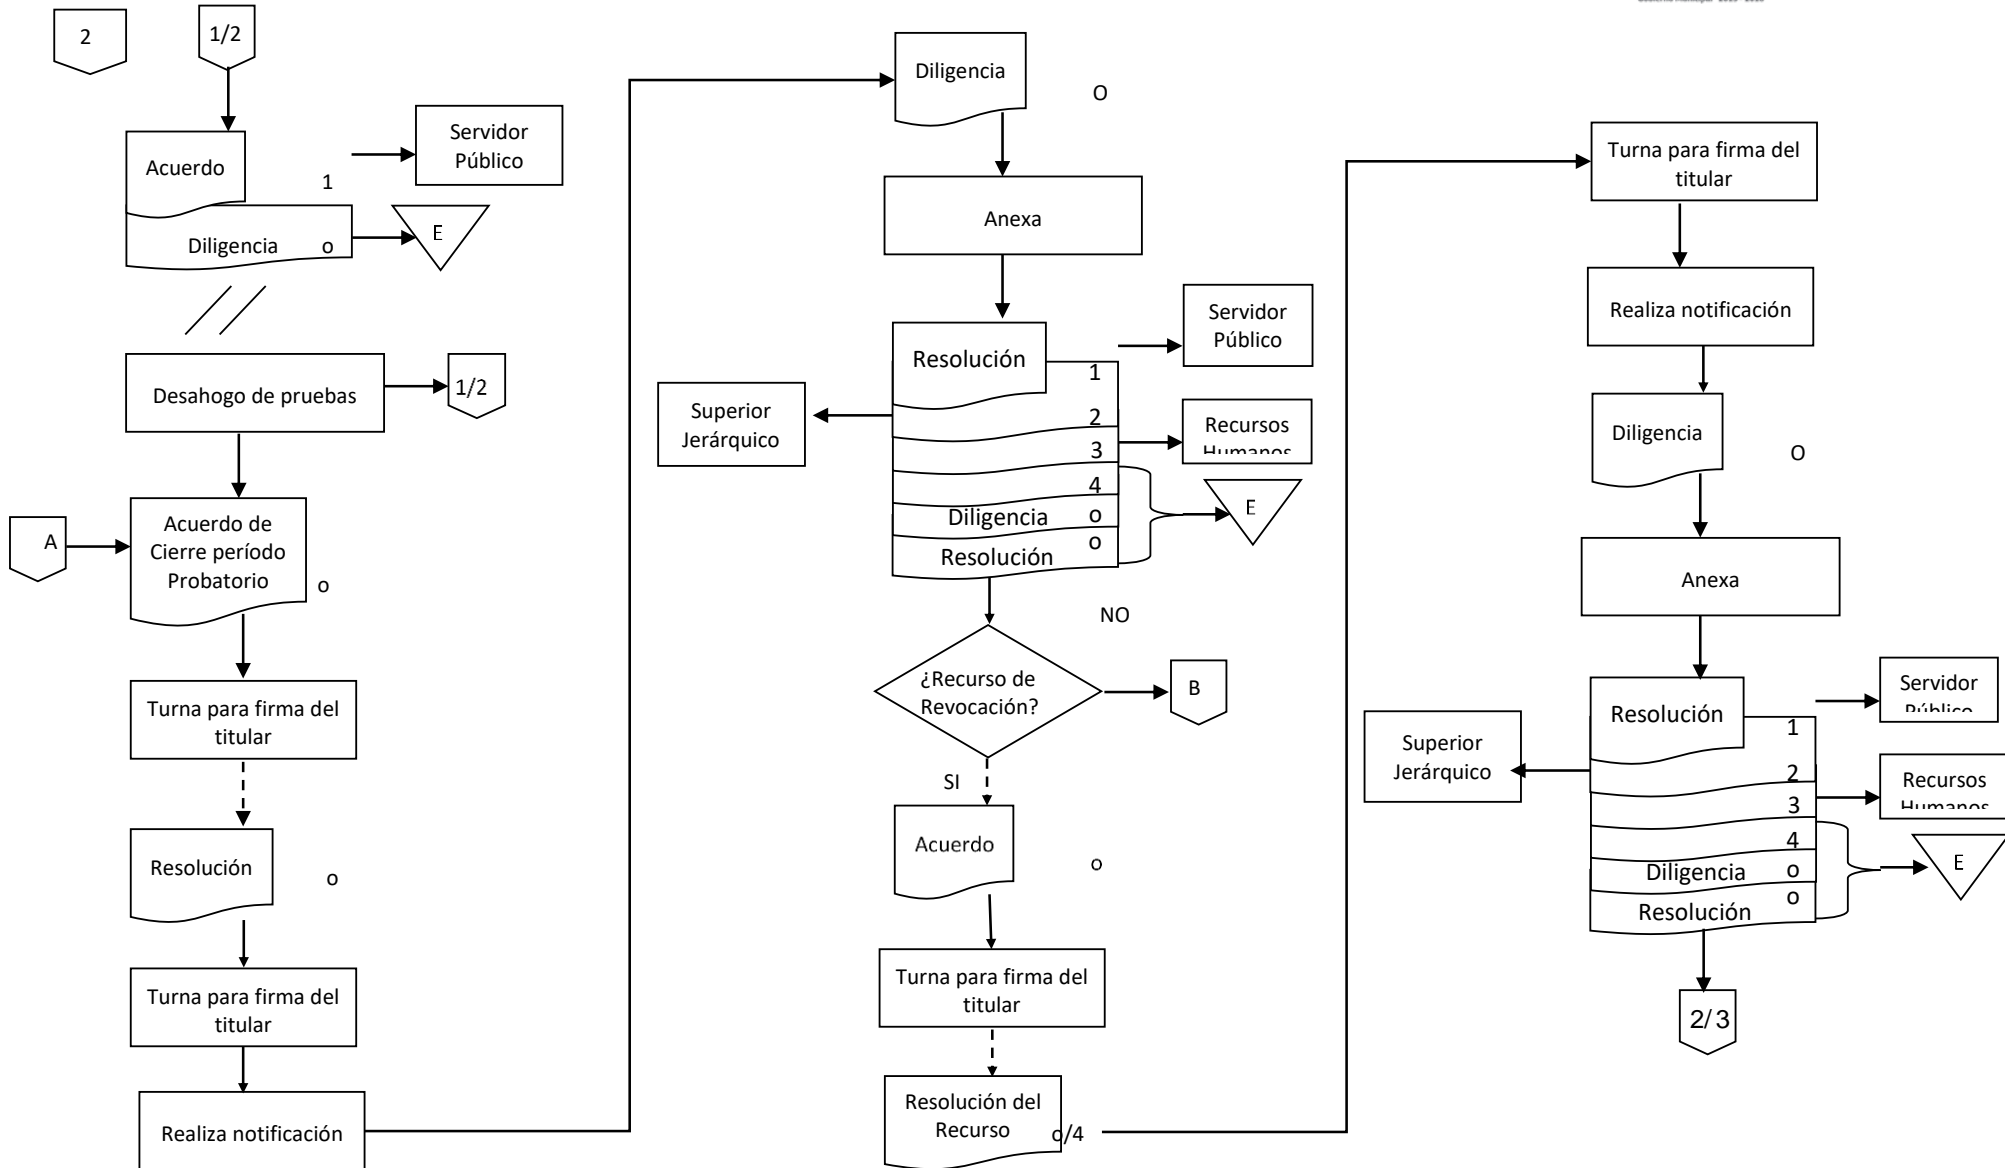 2
1/2
Acuerdo
1
Diligencia
o
Servidor
Público
E
Desahogo de pruebas
1/2
A
Acuerdo de
Cierre período
Probatorio
o
Turna para firma del
titular
Resolución
o
Turna para firma del
titular
Realiza notificación
Diligencia
O
Anexa
Resolución
1
2
3
4
Diligencia
o
Resolución
o
Servidor
Público
Superior
Jerárquico
Recursos
Humanos
E
NO
¿Recurso de
Revocación?
B
SI
Acuerdo
o
Turna para firma del
titular
Resolución del
Recurso
o/4
Turna para firma del
titular
Realiza notificación
Diligencia
O
Anexa
Resolución
1
2
3
4
Diligencia
o
Resolución
o
Servidor
Público
Superior
Jerárquico
Recursos
Humanos
E
2/3